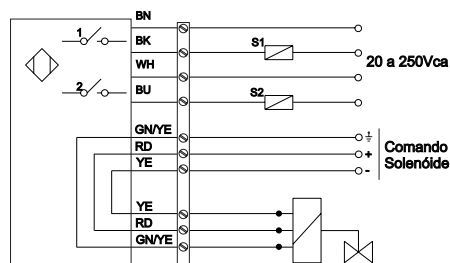 BN
1
BK
S1
20 a 250Vca
WH
2
BU
S2
GN/YE
RD
+
Comando
Solenóide
YE
-
YE
RD
GN/YE